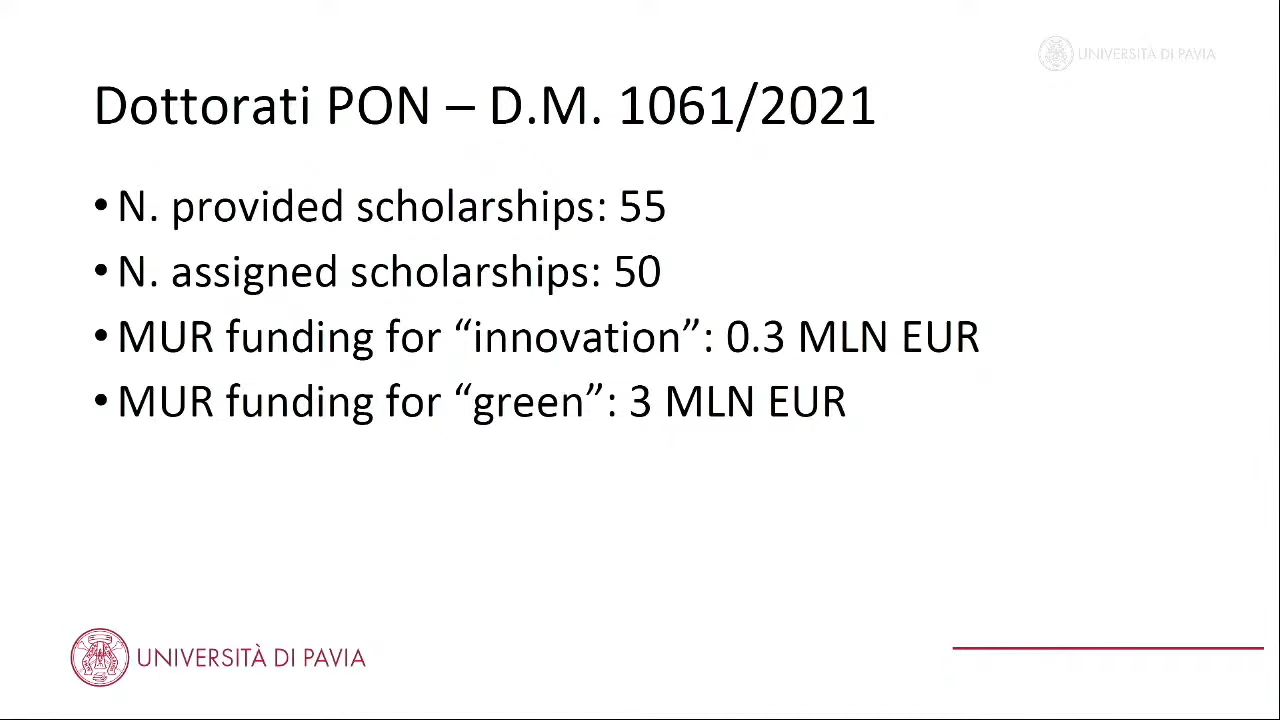 UNIVERSITÀ DI PAVIA
Dottorati PON – D.M. 1061/2021
• N. provided scholarships: 55
• N. assigned scholarships: 50
• MUR funding for “innovation”: 0.3 MLN EUR
• MUR funding for “green”: 3 MLN EUR
UNIVERSITÀ DI PAVIA